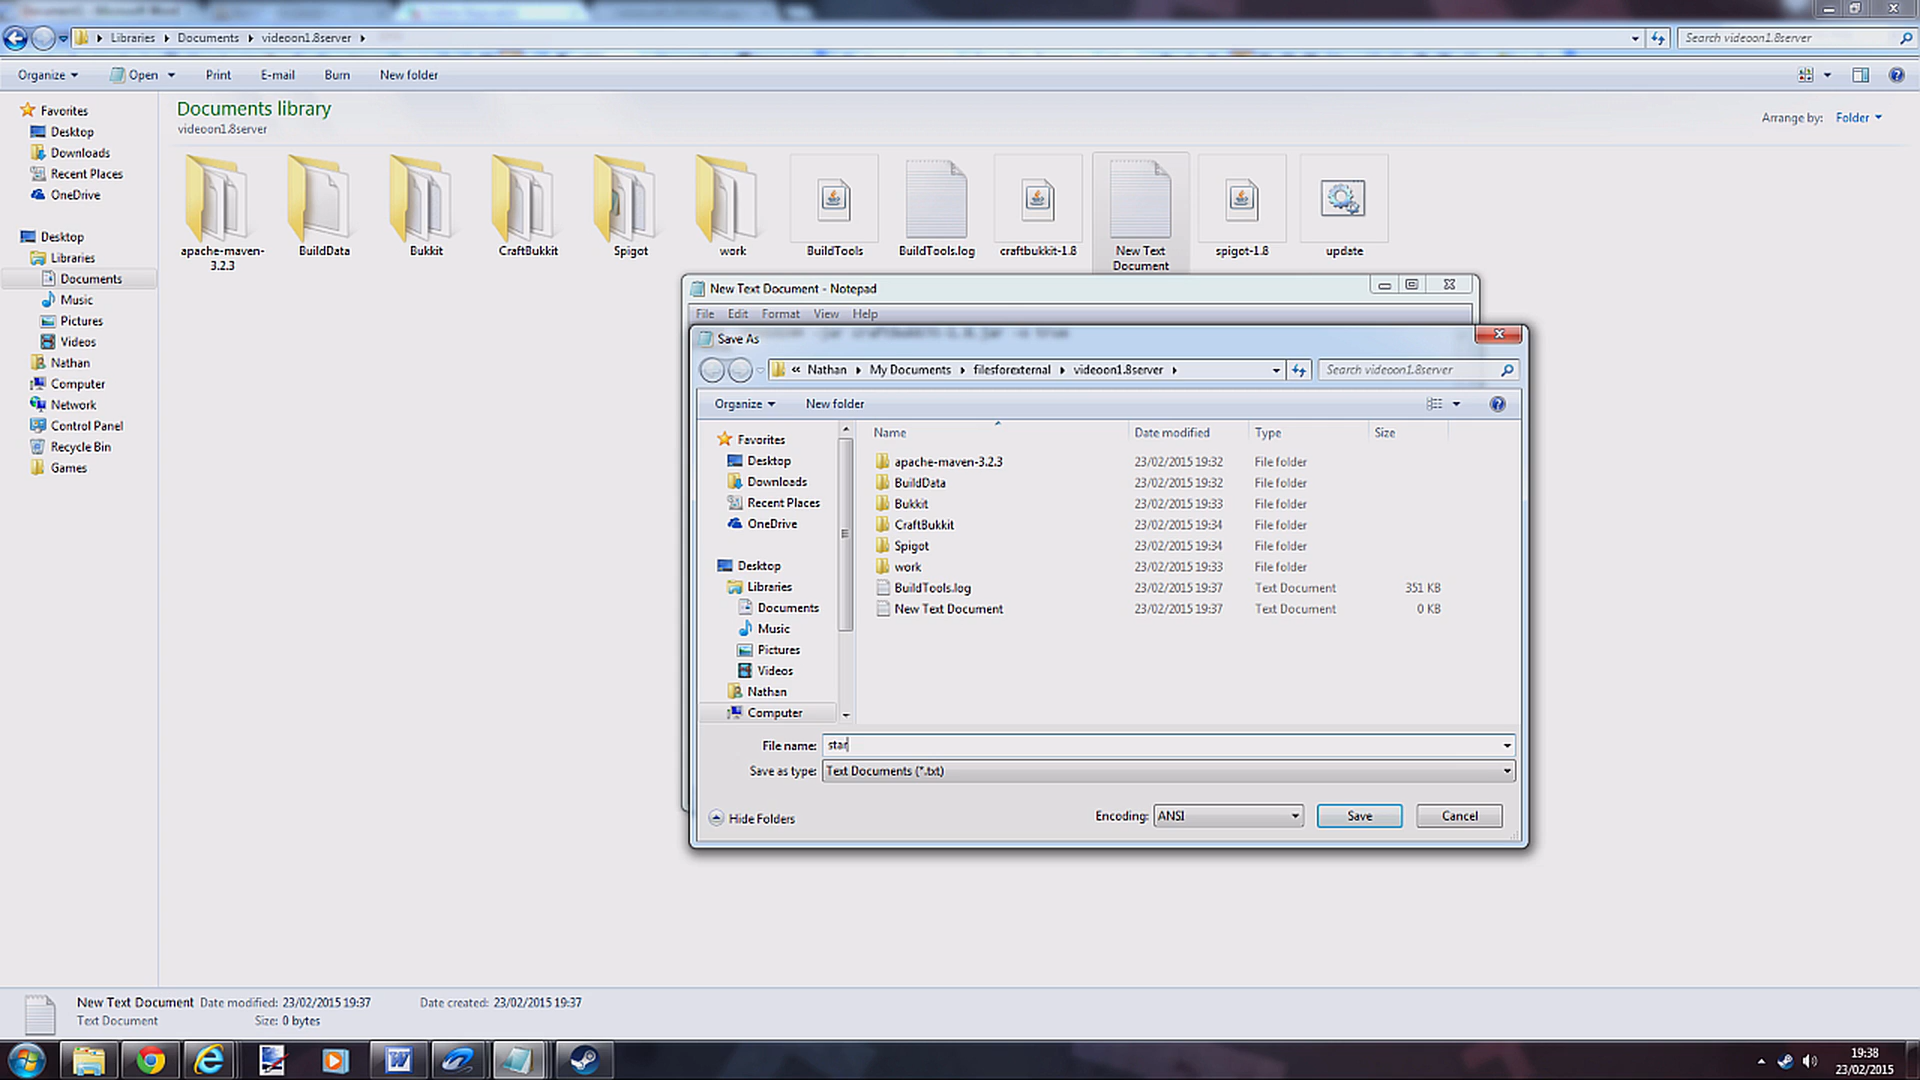 Libraries Documents videoon1.8server
Search videoon1.8server
Organize Open Print E-mail Burn New folder
Documents library
videoon1.8server
Arrange by: Folder
Favorites
Desktop
Downloads
Recent Places
OneDrive
Desktop
Libraries
Documents
Music
Pictures
Videos
Nathan
Computer
Network
Control Panel
Recycle Bin
Games
apache-maven-
3.2.3
BuildData
Bukkit
CraftBukkit
Spigot
work
BuildTools
BuildTools.log
craftbukkit-1.8
New Text
Document
spigot-1.8
update
New Text Document - Notepad
File Edit Format View Help
Save As
« Nathan My Documents filesforexternal videoon1.8server
Search videoon1.8server
Organize New folder
Favorites
Desktop
Downloads
Recent Places
OneDrive
Desktop
Libraries
Documents
Music
Pictures
Videos
Nathan
Computer
Name Date modified Type Size
apache-maven-3.2.3 23/02/2015 19:32 File folder
BuildData 23/02/2015 19:32 File folder
Bukkit 23/02/2015 19:33 File folder
CraftBukkit 23/02/2015 19:34 File folder
Spigot 23/02/2015 19:34 File folder
work 23/02/2015 19:33 File folder
BuildTools.log 23/02/2015 19:37 Text Document 351 KB
New Text Document 23/02/2015 19:37 Text Document 0 KB
File name: star
Save as type: Text Documents (*.txt)
Hide Folders
Encoding: ANSI
Save
Cancel
New Text Document Date modified: 23/02/2015 19:37 Date created: 23/02/2015 19:37
Text Document Size: 0 bytes
19:38
23/02/2015